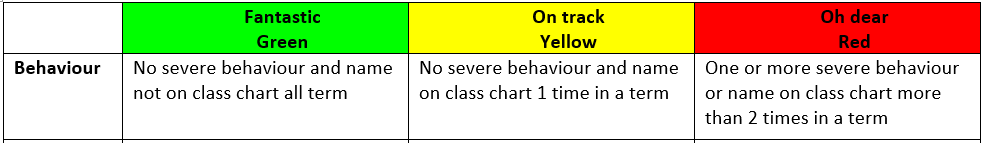 Fantastic
Green
On track
Yellow
Oh dear
Red
Behaviour
No severe behaviour and name
not on class chart all term
No severe behaviour and name
on class chart 1 time in a term
One or more severe behaviour
or name on class chart more
than 2 times in a term